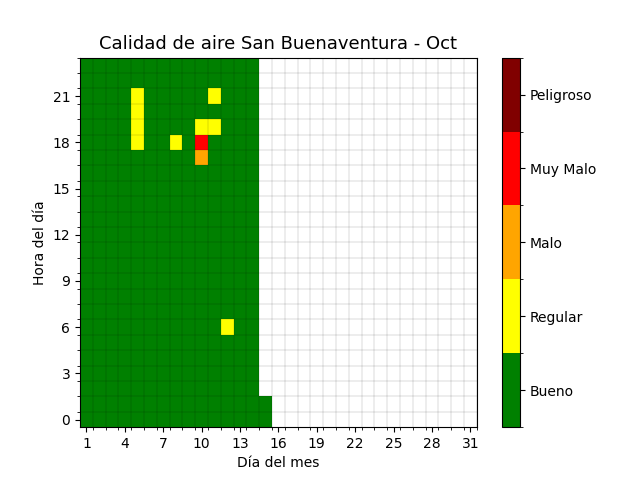 Calidad de aire San Buenaventura - Oct
Hora del día
21
18
15
12
9
6
3
0
1 4 7 10 13 16 19 22 25 28 31
Día del mes
Peligroso
Muy Malo
Malo
Regular
Bueno